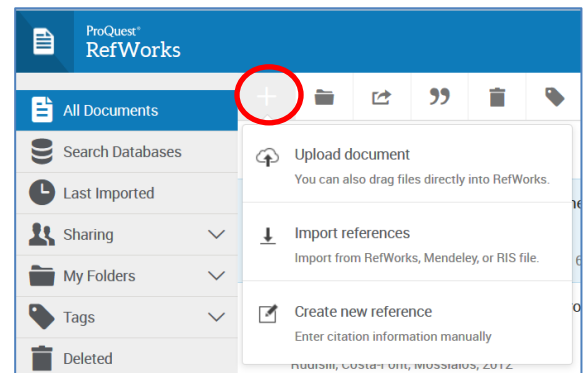 ProQuest®
RefWorks
All Documents
Search Databases
Last Imported
Sharing
My Folders
Tags
Deleted
Upload document
You can also drag files directly into RefWorks.
Import references
Import from RefWorks, Mendeley, or RIS file.
Create new reference
Enter citation information manually
Rudisill, Costa-Font, Mossialos, 2012